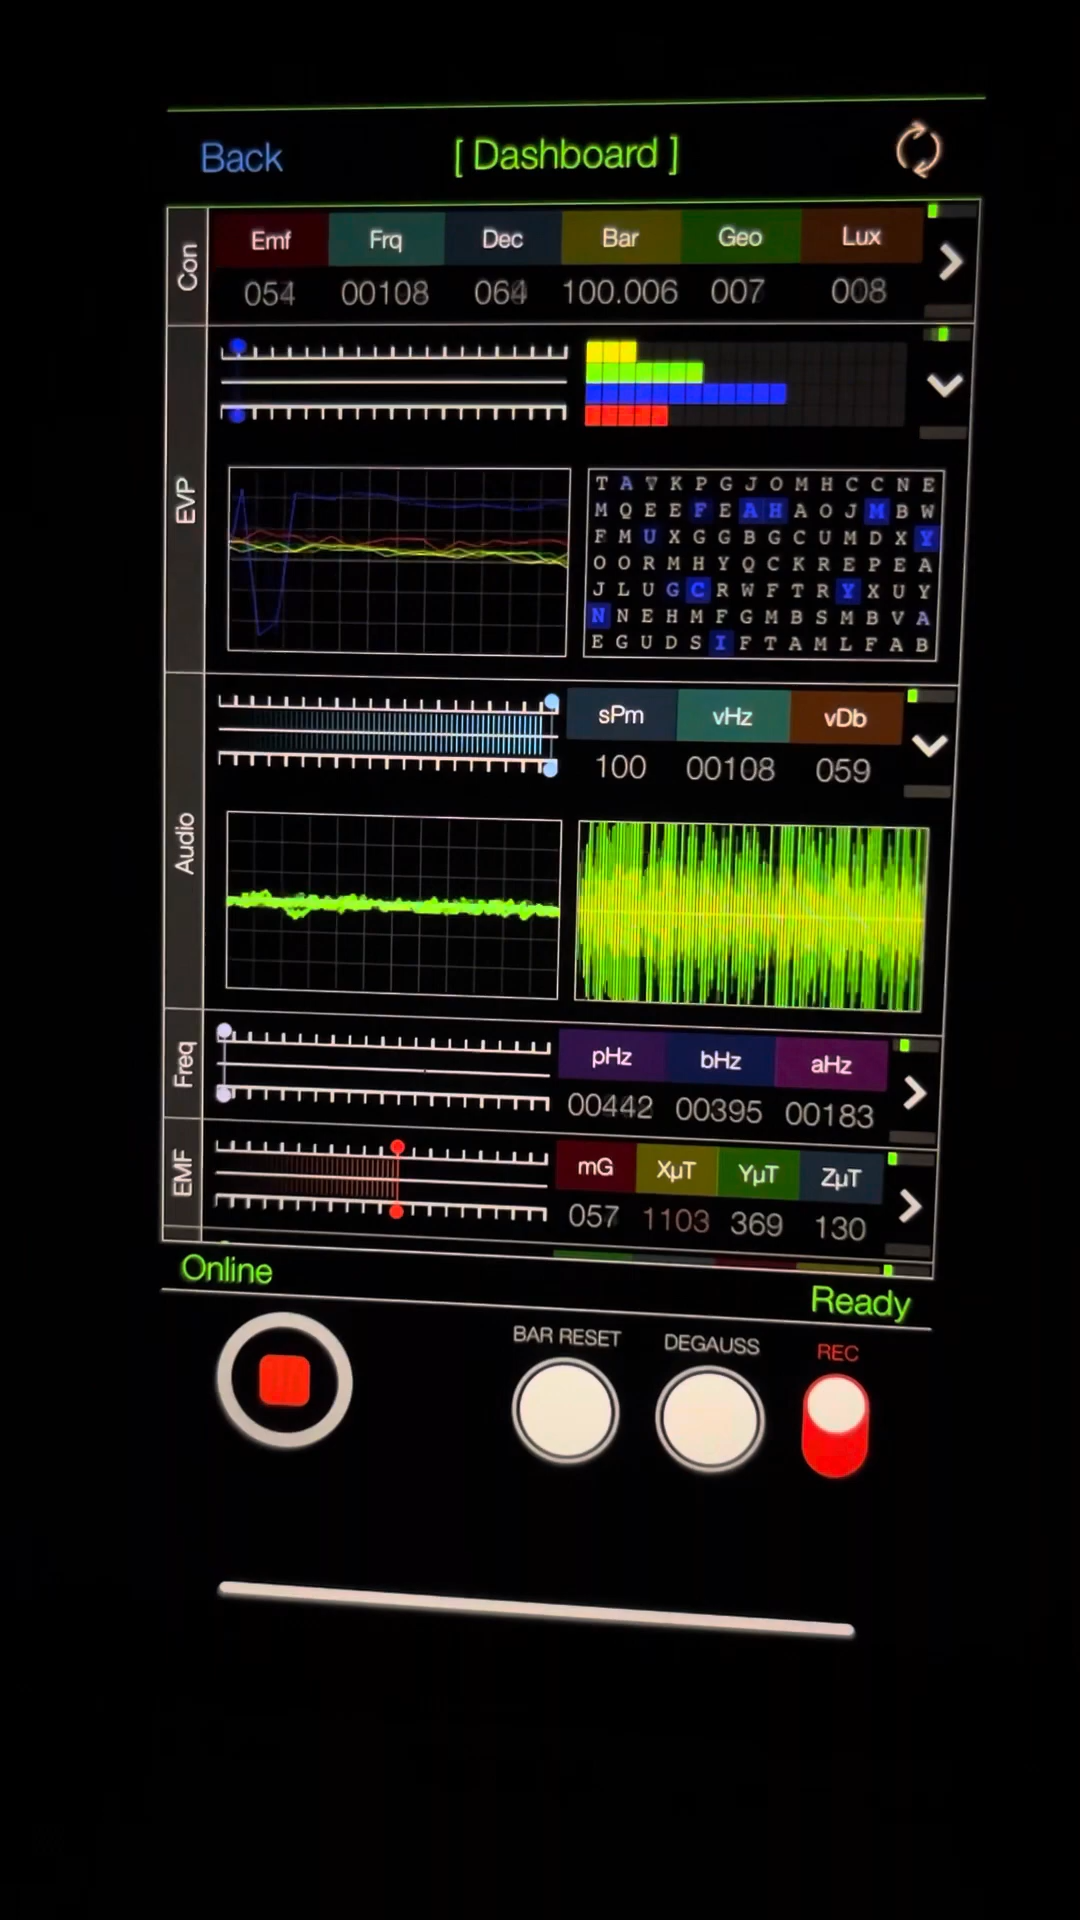 Back [ Dashboard ]
Con
Emf Frq Dec Bar Geo Lux
054 00108 064 100.006 007 008
EVP
T A V K P G J O M H C C N E
M Q E E F E A H A O J M B W
F M U X G G B G C U M D X Y
O O R M H Y Q C K R E P E A
J L U G C R W F T R Y X U Y
N N E H M F G M B S M B V A
E G U D S I F T A M L F A B
Audio
sPm vHz vDb
100 00108 059
Freq
pHz bHz aHz
00442 00395 00183
EMF
mG XµT YµT ZµT
057 1103 369 130
Online
Ready
BAR RESET DEGAUSS REC